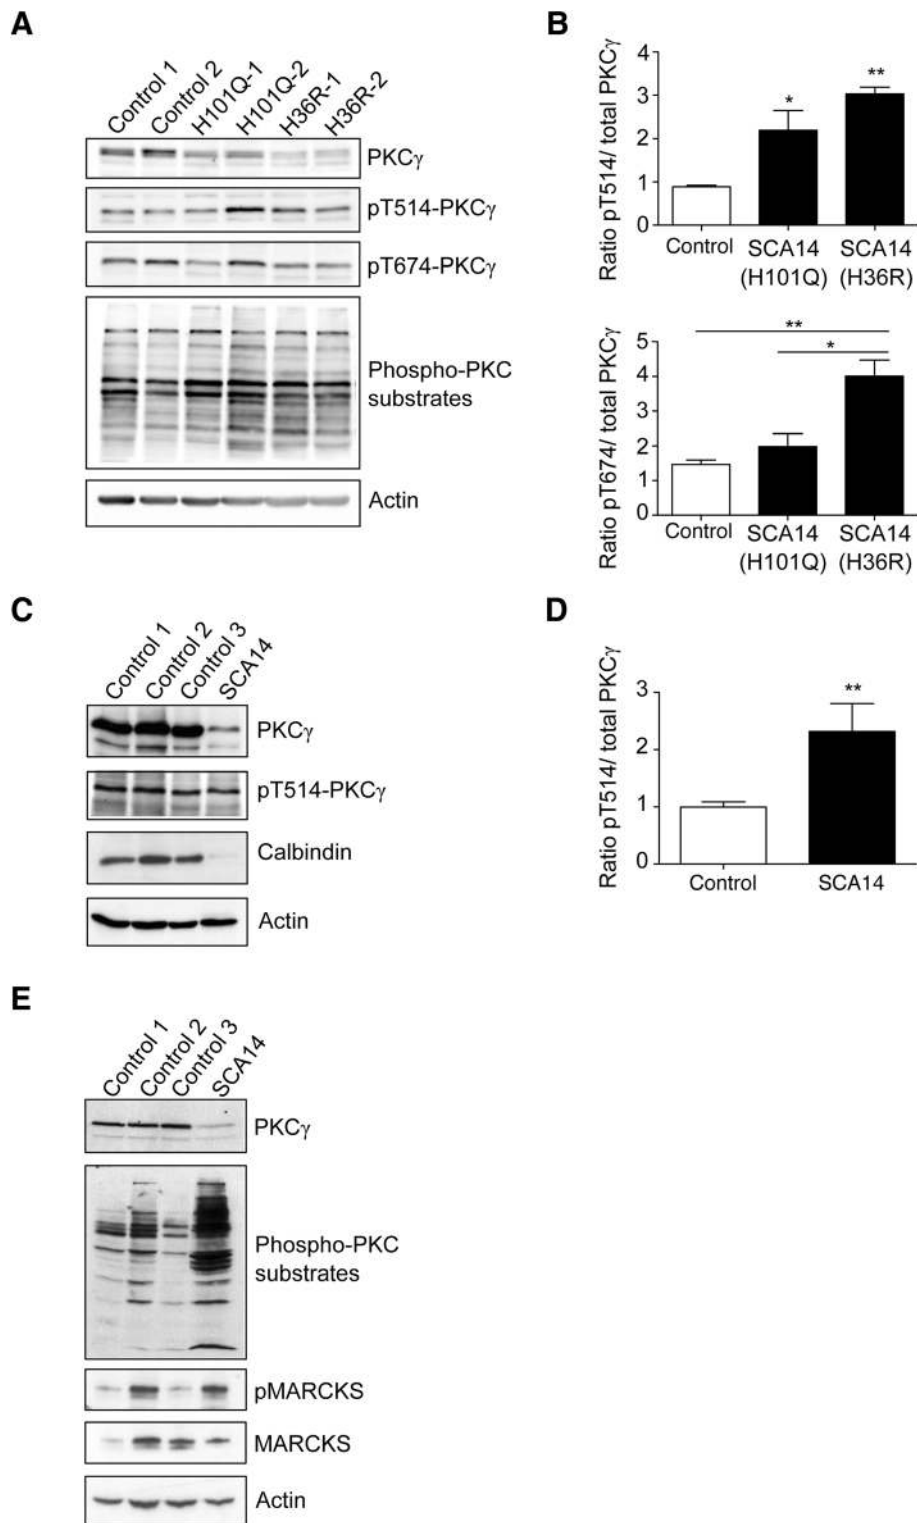 A
Control 1
Control 2
H101Q-1
H101Q-2
H36R-1
H36R-2
PKCγ
pT514-PKCγ
pT674-PKCγ
Phospho-PKC
substrates
Actin
B
Ratio pT514/ total PKCγ
4
3
2
1
0
*
**
Control
SCA14
(H101Q)
SCA14
(H36R)
Ratio pT674/ total PKCγ
5
4
3
2
1
0
**
*
Control
SCA14
(H101Q)
SCA14
(H36R)
C
Control 1
Control 2
Control 3
SCA14
PKCγ
pT514-PKCγ
Calbindin
Actin
D
Ratio pT514/ total PKCγ
3
2
1
0
**
Control
SCA14
E
Control 1
Control 2
Control 3
SCA14
PKCγ
Phospho-PKC
substrates
pMARCKS
MARCKS
Actin